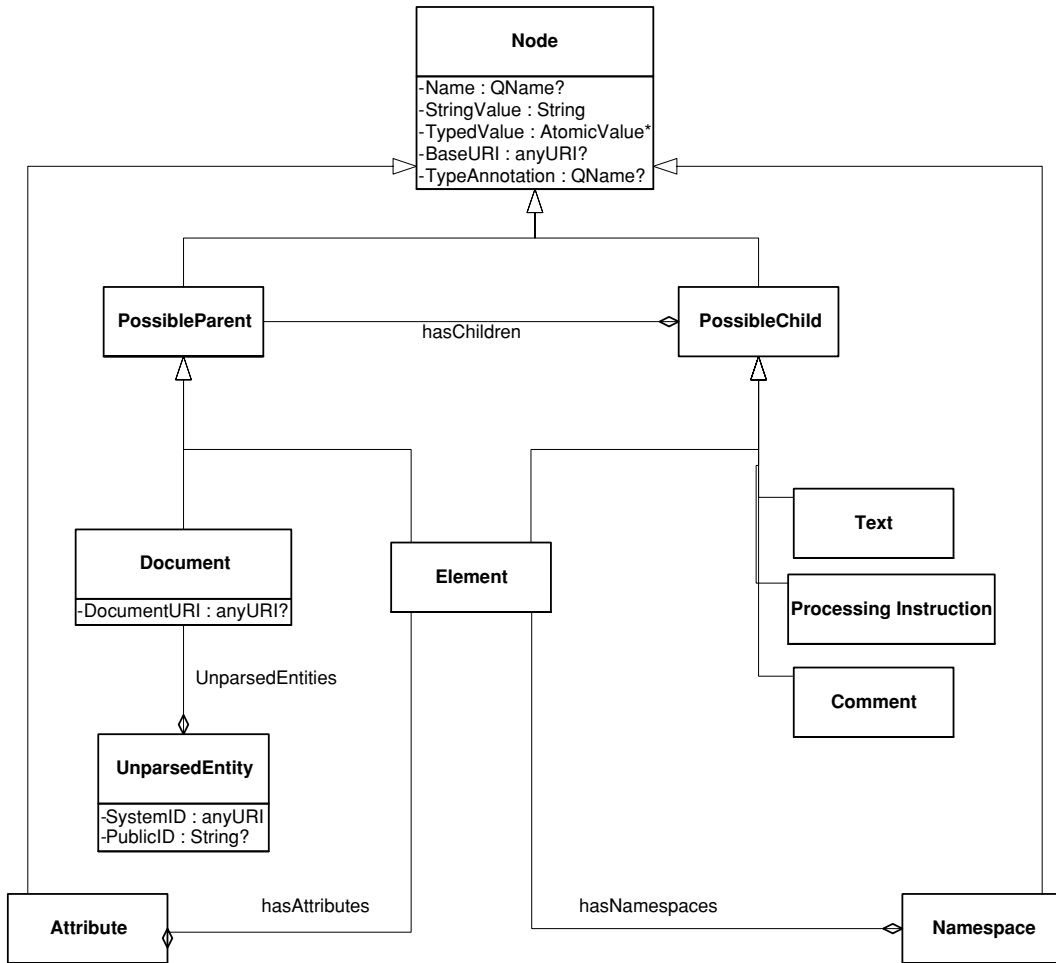 Node
-Name : QName?
-StringValue : String
-TypedValue : AtomicValue*
-BaseURI : anyURI?
-TypeAnnotation : QName?
PossibleParent
hasChildren
PossibleChild
Text
Document
-DocumentURI : anyURI?
Element
Processing Instruction
UnparsedEntities
Comment
UnparsedEntity
-SystemID : anyURI
-PublicID : String?
hasAttributes
hasNamespaces
Attribute
Namespace